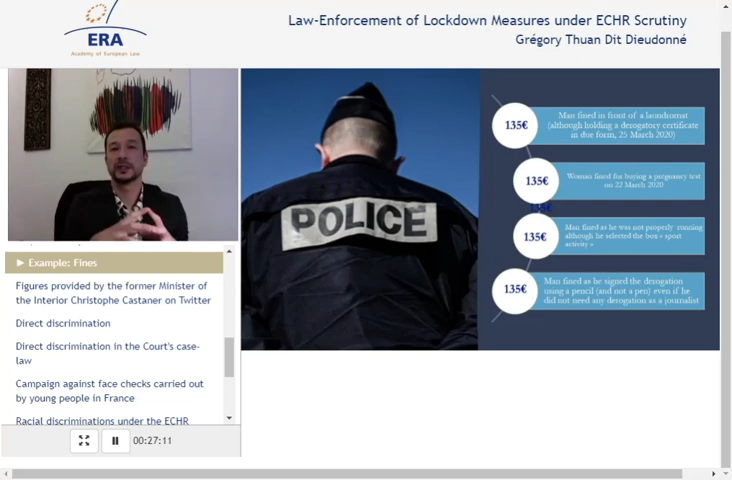 ERA
Academy of European Law
Law-Enforcement of Lockdown Measures under ECHR Scrutiny
Grégory Thuan Dit Dieudonné
POLICE
135€
Man fined in front of a laundromat
(although holding a derogatory certificate
in due form, 25 March 2020)
135€
Woman fined for buying a pregnancy test
on 22 March 2020
135€
135€
Man fined as he was not properly running
although he selected the box « sport
activity »
135€
Man fined as he signed the derogation
using a pencil (and not a pen) even if he
did not need any derogation as a journalist
► Example: Fines
Figures provided by the former Minister of
the Interior Christophe Castaner on Twitter
Direct discrimination
Direct discrimination in the Court's case-
law
Campaign against face checks carried out
by young people in France
Racial discriminations under the ECHR
00:27:11